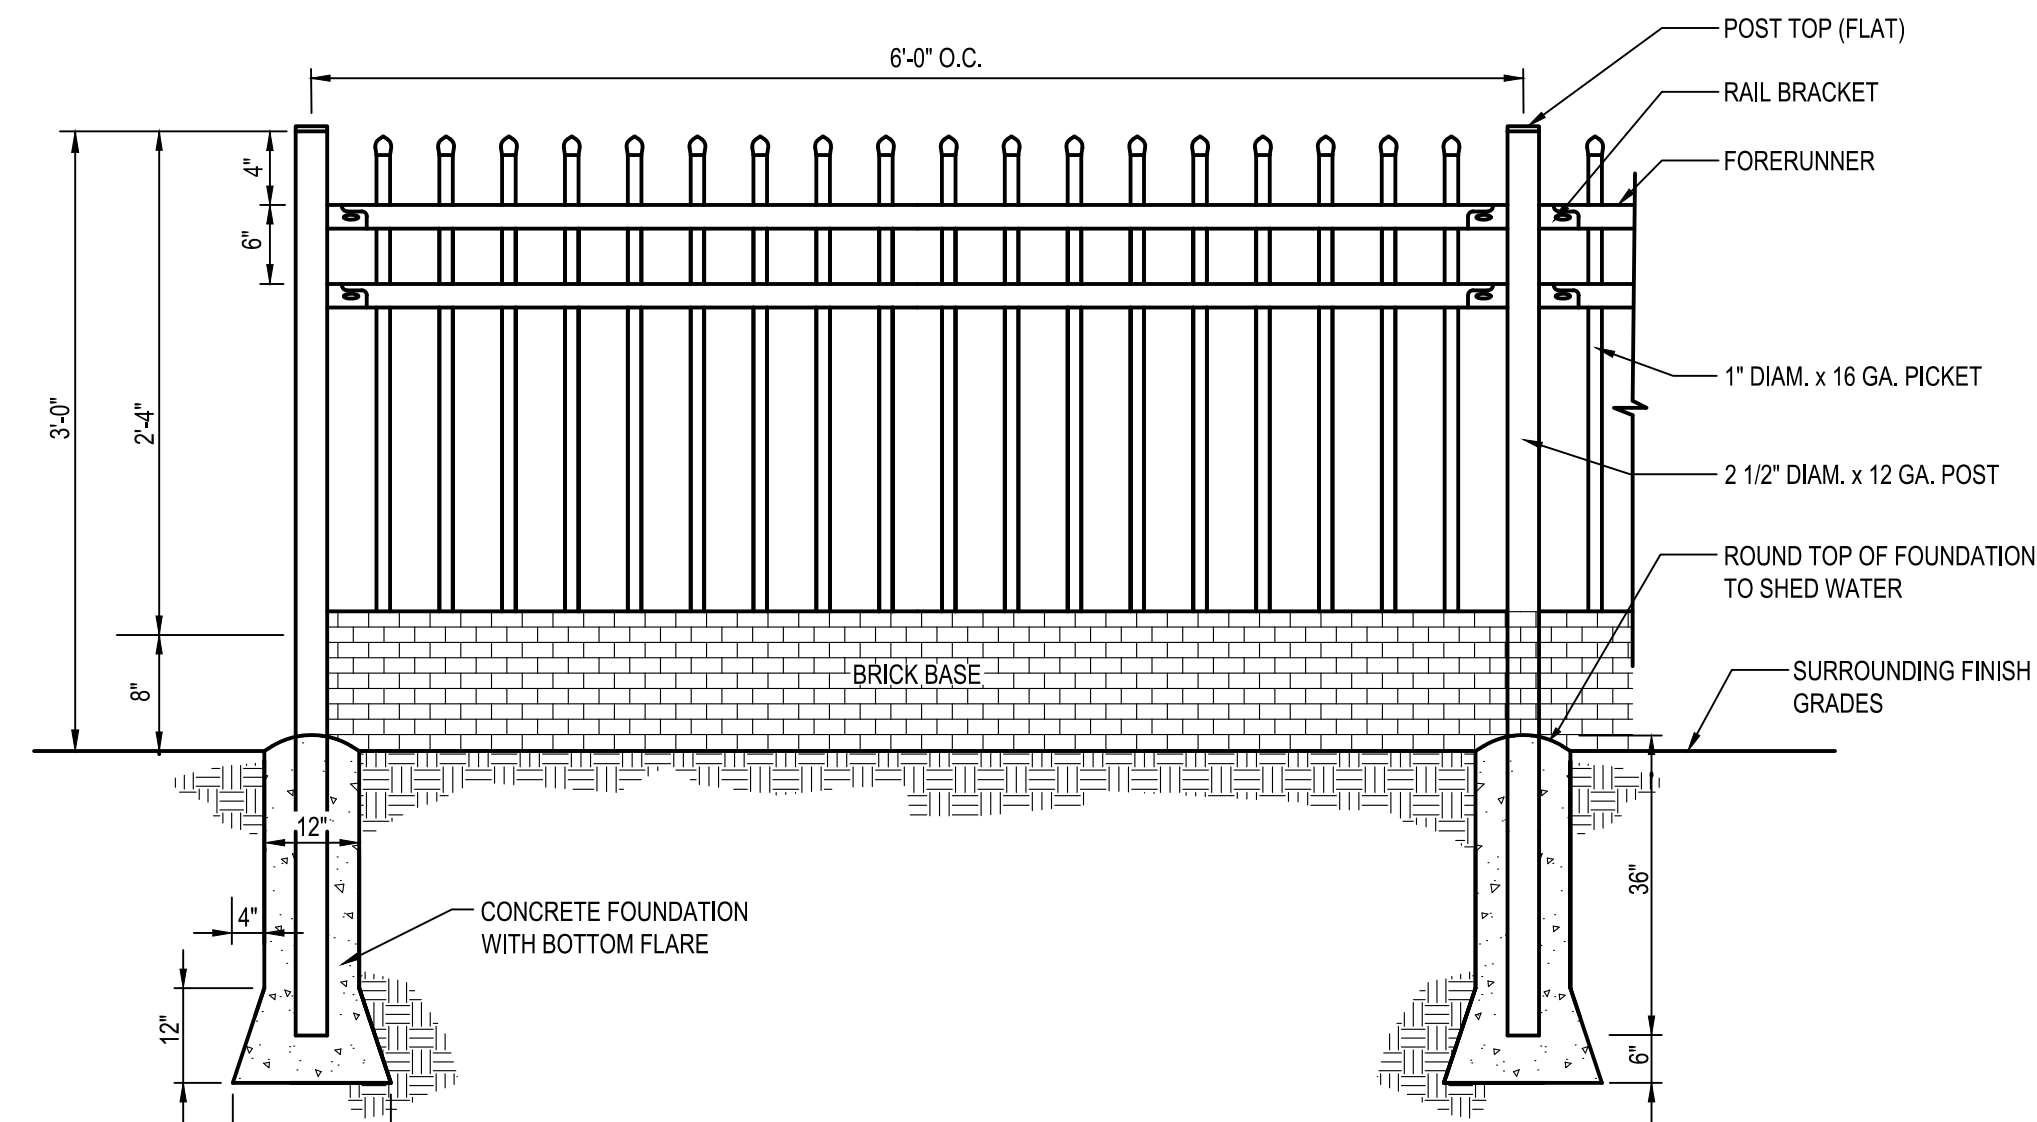 POST TOP (FLAT)
6'-0" O.C.
RAIL BRACKET
FORERUNNER
4"
6"
3'-0"
2'-4"
1" DIAM. x 16 GA. PICKET
2 1/2" DIAM. x 12 GA. POST
ROUND TOP OF FOUNDATION
TO SHED WATER
BRICK BASE
8"
SURROUNDING FINISH
GRADES
12"
36"
4"
CONCRETE FOUNDATION
WITH BOTTOM FLARE
12"
6"